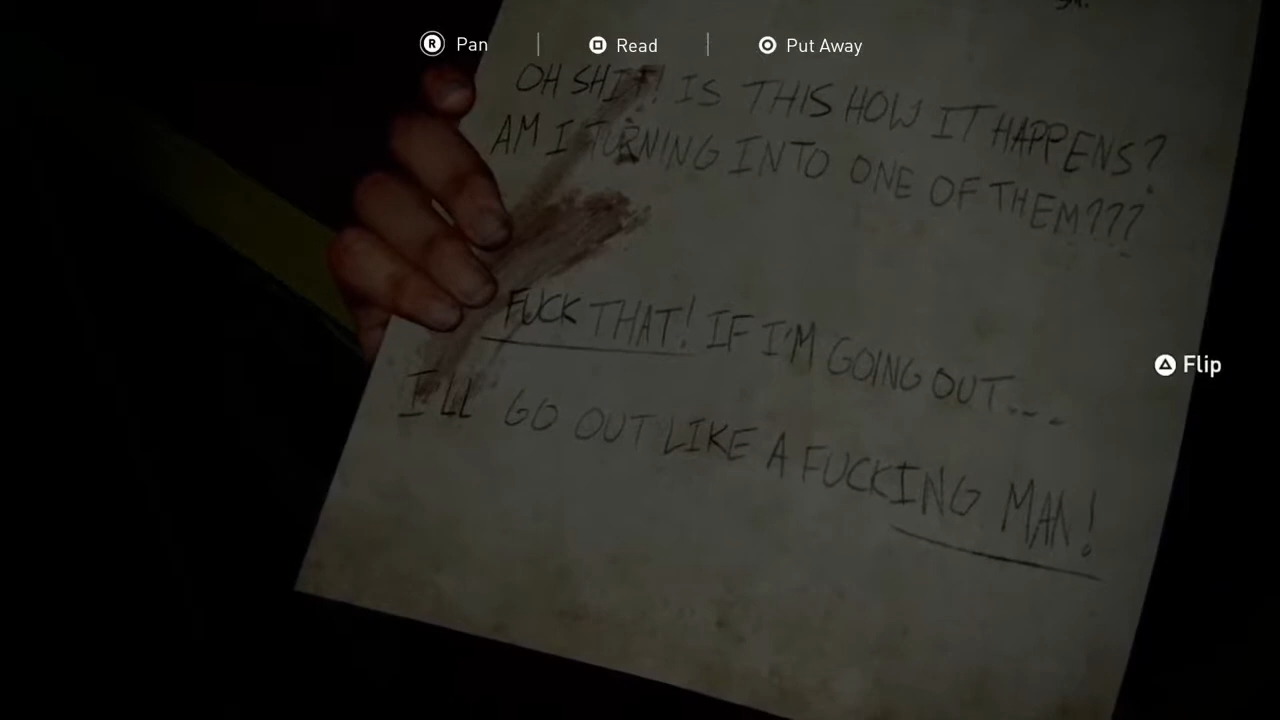 R Pan | Read | Put Away
OH SHIT! IS THIS HOW IT HAPPENS?
AM I TURNING INTO ONE OF THEM???
FUCK THAT! IF I'M GOING OUT...
Flip
I'LL GO OUT LIKE A FUCKING MAN!